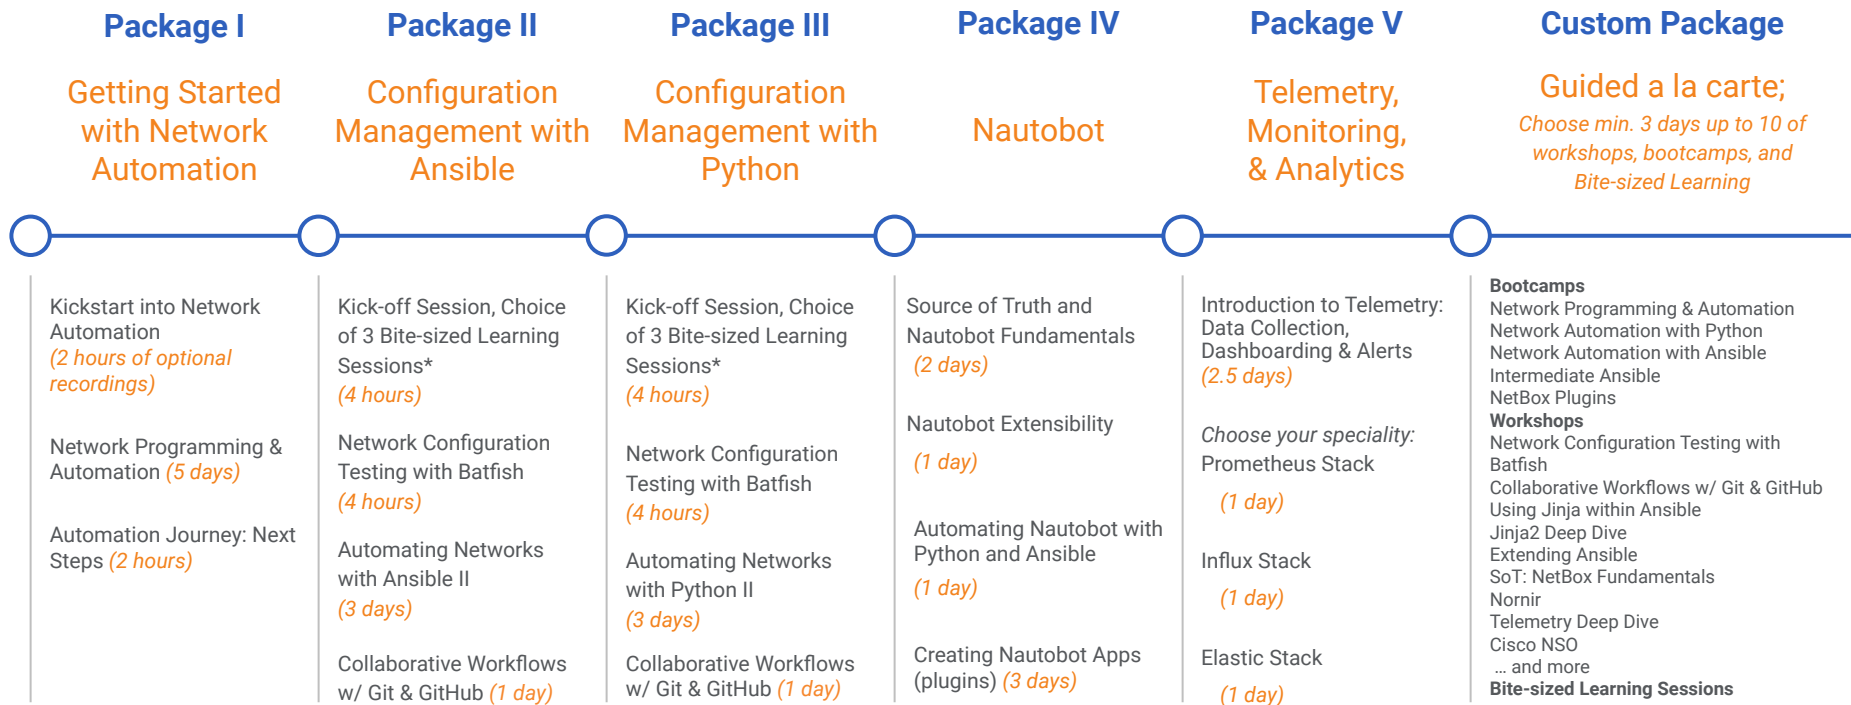 Package I
Getting Started
with Network
Automation
Kickstart into Network
Automation
(2 hours of optional
recordings)
Network Programming &
Automation (5 days)
Automation Journey: Next
Steps (2 hours)
Package II
Configuration
Management with
Ansible
Kick-off Session, Choice
of 3 Bite-sized Learning
Sessions*
(4 hours)
Network Configuration
Testing with Batfish
(4 hours)
Automating Networks
with Ansible II
(3 days)
Collaborative Workflows
w/ Git & GitHub (1 day)
Package III
Configuration
Management with
Python
Kick-off Session, Choice
of 3 Bite-sized Learning
Sessions*
(4 hours)
Network Configuration
Testing with Batfish
(4 hours)
Automating Networks
with Python II
(3 days)
Collaborative Workflows
w/ Git & GitHub (1 day)
Package IV
Nautobot
Source of Truth and
Nautobot Fundamentals
(2 days)
Nautobot Extensibility
(1 day)
Automating Nautobot with
Python and Ansible
(1 day)
Creating Nautobot Apps
(plugins) (3 days)
Package V
Telemetry,
Monitoring,
& Analytics
Introduction to Telemetry:
Data Collection,
Dashboarding & Alerts
(2.5 days)
Choose your speciality:
Prometheus Stack
(1 day)
Influx Stack
(1 day)
Elastic Stack
(1 day)
Custom Package
Guided a la carte;
Choose min. 3 days up to 10 of
workshops, bootcamps, and
Bite-sized Learning
Bootcamps
Network Programming & Automation
Network Automation with Python
Network Automation with Ansible
Intermediate Ansible
NetBox Plugins
Workshops
Network Configuration Testing with
Batfish
Collaborative Workflows w/ Git & GitHub
Using Jinja within Ansible
Jinja2 Deep Dive
Extending Ansible
SoT: NetBox Fundamentals
Nornir
Telemetry Deep Dive
Cisco NSO
… and more
Bite-sized Learning Sessions